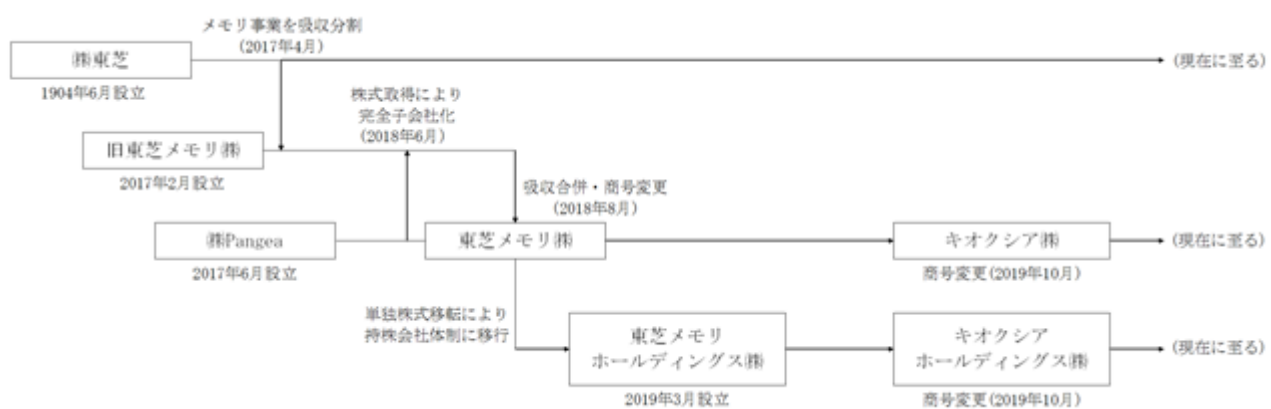 メモリ事業を吸収分割
(2017年4月)
㈱東芝
(現在に至る)
1904年6月設立
株式取得により
完全子会社化
(2018年6月)
旧東芝メモリ㈱
2017年2月設立
吸収合併・商号変更
(2018年8月)
㈱Pangea
東芝メモリ㈱
キオクシア㈱
(現在に至る)
2017年6月設立
商号変更(2019年10月)
単独株式移転により
持株会社体制に移行
東芝メモリ
ホールディングス㈱
キオクシア
ホールディングス㈱
(現在に至る)
2019年3月設立
商号変更(2019年10月)